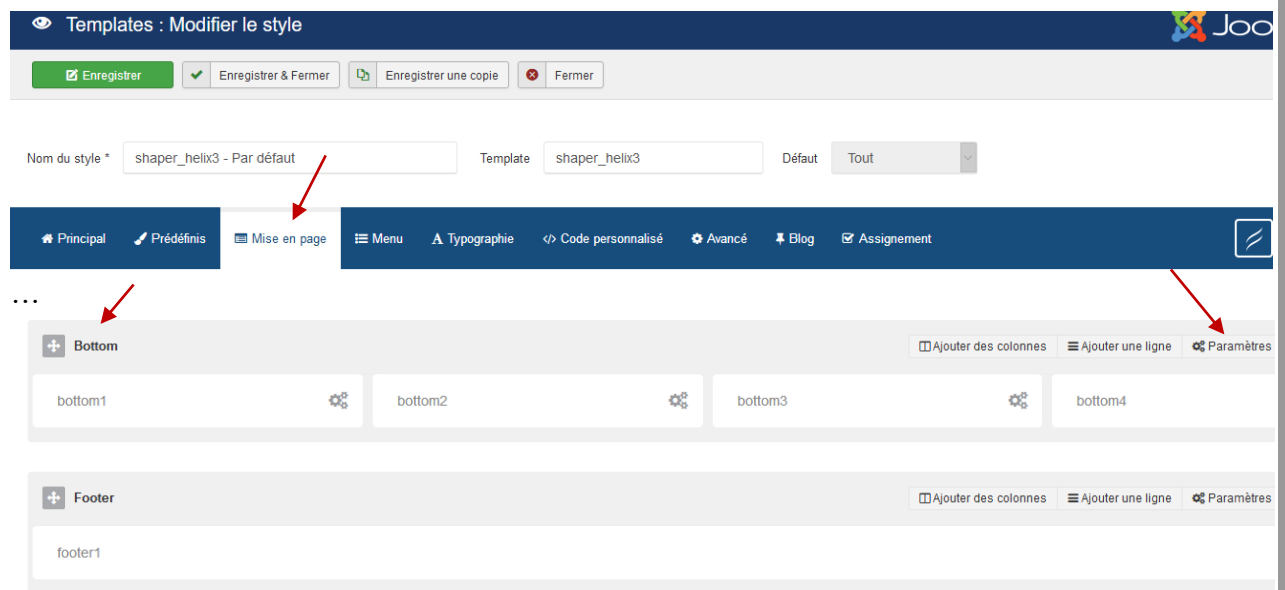 Templates : Modifier le style Joo
Enregistrer Enregistrer & Fermer Enregistrer une copie Fermer
Nom du style * shaper_helix3 - Par défaut Template shaper_helix3 Défaut Tout
Principal Prédéfinis Mise en page Menu A Typographie </> Code personnalisé Avancé Blog Assignement
...
Bottom Ajouter des colonnes Ajouter une ligne Paramètres
bottom1 bottom2 bottom3 bottom4
Footer Ajouter des colonnes Ajouter une ligne Paramètres
footer1